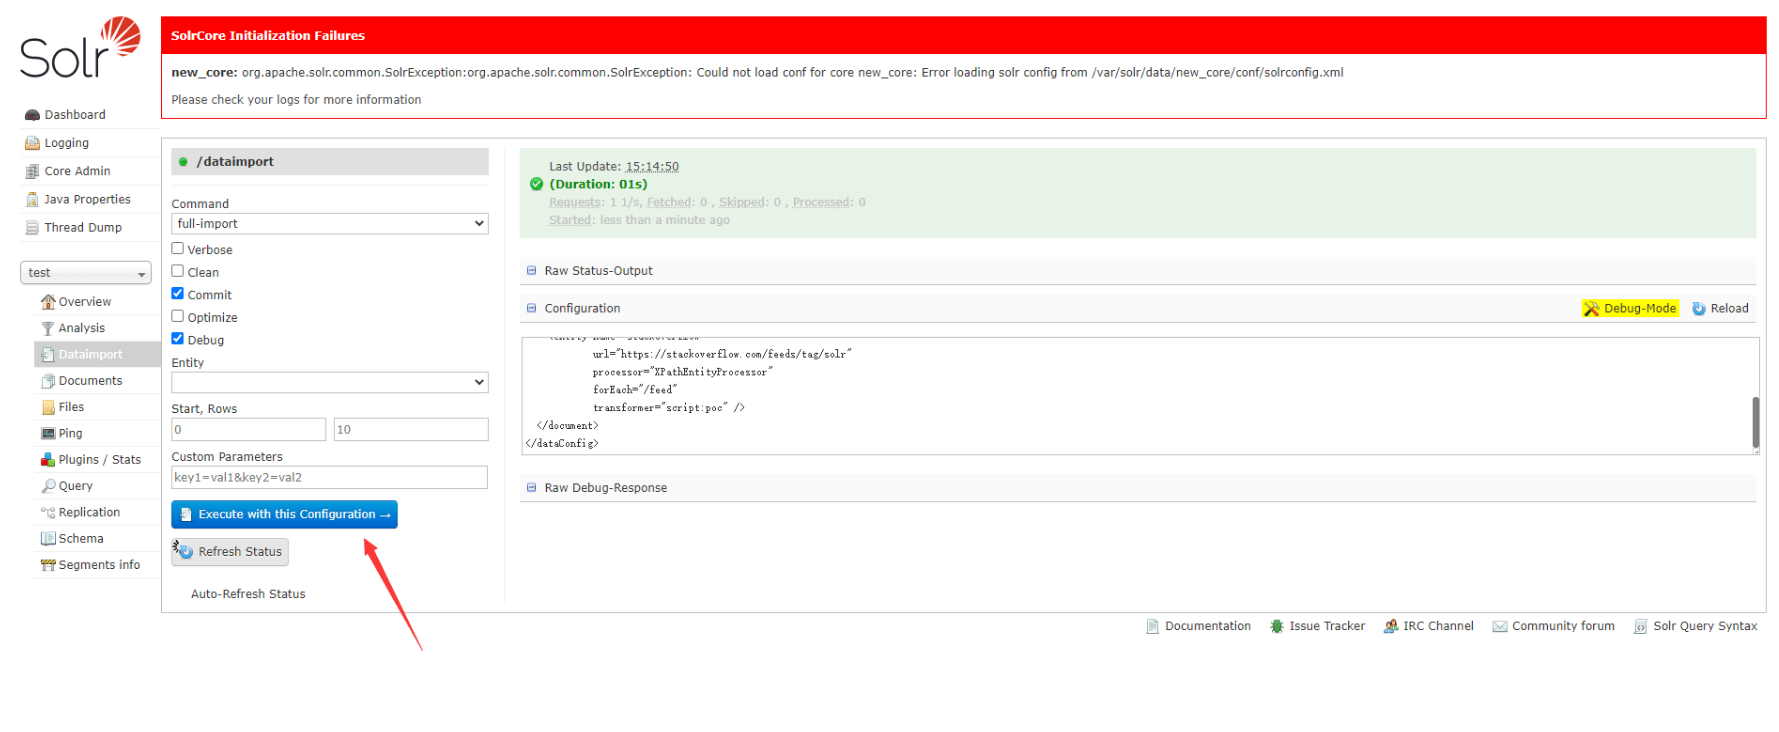 Solr
Dashboard
Logging
Core Admin
Java Properties
Thread Dump
test
Overview
Analysis
Dataimport
Documents
Files
Ping
Plugins / Stats
Query
Replication
Schema
Segments info
SolrCore Initialization Failures
new_core: org.apache.solr.common.SolrException:org.apache.solr.common.SolrException: Could not load conf for core new_core: Error loading solr config from /var/solr/data/new_core/conf/solrconfig.xml
Please check your logs for more information
/dataimport
Command
full-import
Verbose
Clean
Commit
Optimize
Debug
Entity
Start, Rows
0 10
Custom Parameters
key1=val1&key2=val2
Execute with this Configuration →
Refresh Status
Auto-Refresh Status
Last Update: 15:14:50
(Duration: 01s)
Requests: 1 1/s, Fetched: 0 , Skipped: 0 , Processed: 0
Started: less than a minute ago
Raw Status-Output
Configuration
Debug-Mode Reload
<entity name="stackoverflow"
url="https://stackoverflow.com/feeds/tag/solr"
processor="XPathEntityProcessor"
forEach="/feed"
transformer="script:poc" />
</document>
</dataConfig>
Raw Debug-Response
Documentation Issue Tracker IRC Channel Community forum Solr Query Syntax